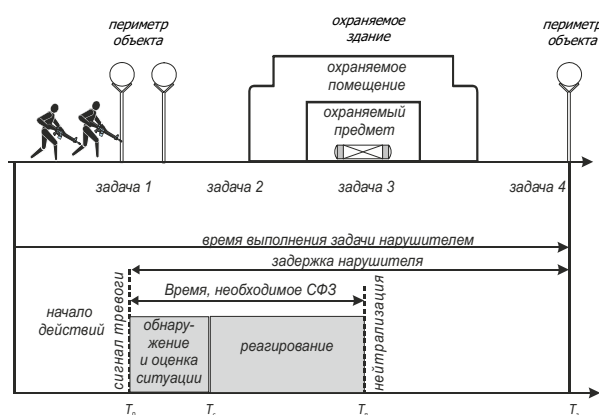 периметр
объекта
охраняемое
здание
периметр
объекта
охраняемое
помещение
охраняемый
предмет
задача 1
задача 2
задача 3
задача 4
время выполнения задачи нарушителем
задержка нарушителя
Время, необходимое СФЗ
начало
действий
сигнал тревоги
обнару-
жение
и оценка
ситуации
реагирование
нейтрализация
T
T
T
T